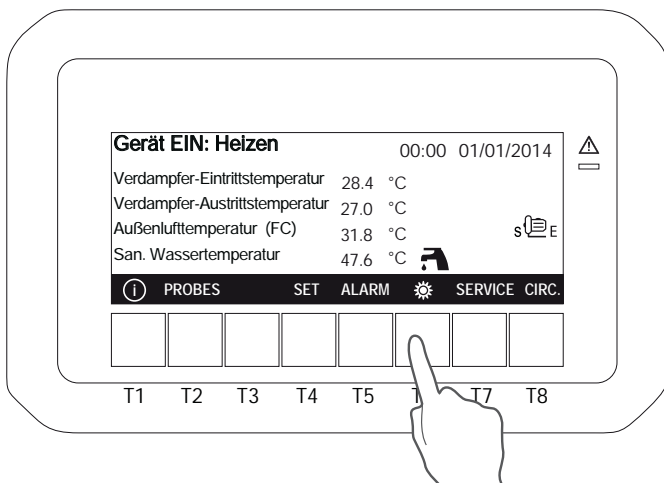 Gerät EIN: Heizen 00:00 01/01/2014
Verdampfer-Eintrittstemperatur 28.4 °C
Verdampfer-Austrittstemperatur 27.0 °C
Außenlufttemperatur (FC) 31.8 °C
S E
San. Wassertemperatur 47.6 °C
i PROBES SET ALARM SERVICE CIRC.
T1 T2 T3 T4 T5 T7 T8